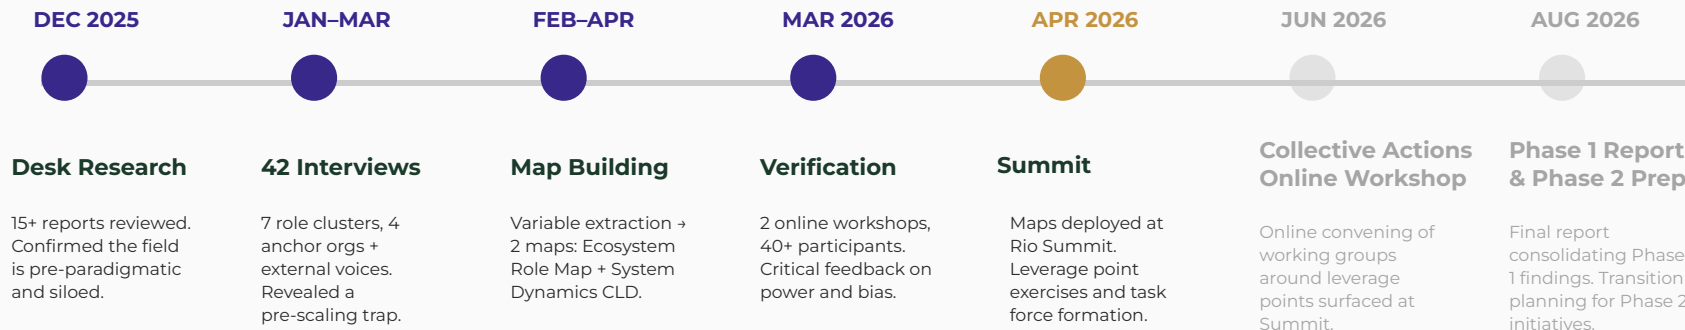 DEC 2025
JAN–MAR
FEB–APR
MAR 2026
APR 2026
JUN 2026
AUG 2026
Desk Research
15+ reports reviewed.
Confirmed the field
is pre-paradigmatic
and siloed.
42 Interviews
7 role clusters, 4
anchor orgs +
external voices.
Revealed a
pre-scaling trap.
Map Building
Variable extraction →
2 maps: Ecosystem
Role Map + System
Dynamics CLD.
Verification
2 online workshops,
40+ participants.
Critical feedback on
power and bias.
Summit
Maps deployed at
Rio Summit.
Leverage point
exercises and task
force formation.
Collective Actions
Online Workshop
Online convening of
working groups
around leverage
points surfaced at
Summit.
Phase 1 Report
& Phase 2 Prep
Final report
consolidating Phase
1 findings. Transition
planning for Phase 2
initiatives.